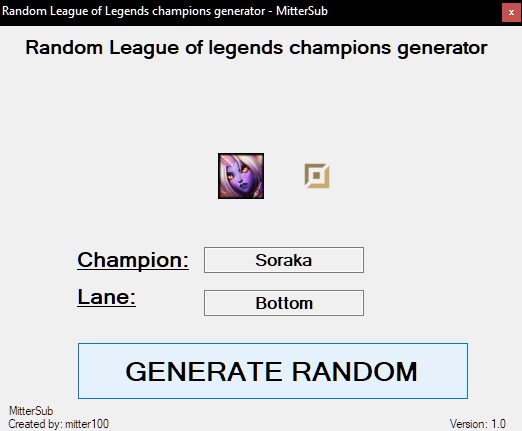 Random League of Legends champions generator - MitterSub
x
Random League of legends champions generator
Champion:
Soraka
Lane:
Bottom
GENERATE RANDOM
MitterSub
Created by: mitter100
Version: 1.0